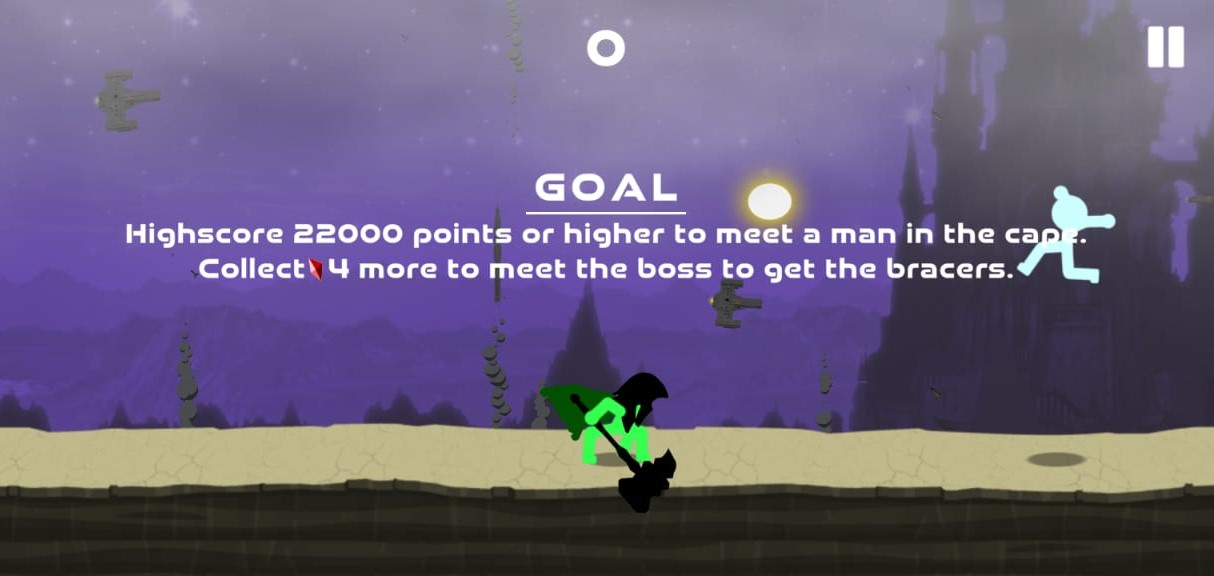 0
GOAL
Highscore 22000 points or higher to meet a man in the cape.
Collect 4 more to meet the boss to get the bracers.